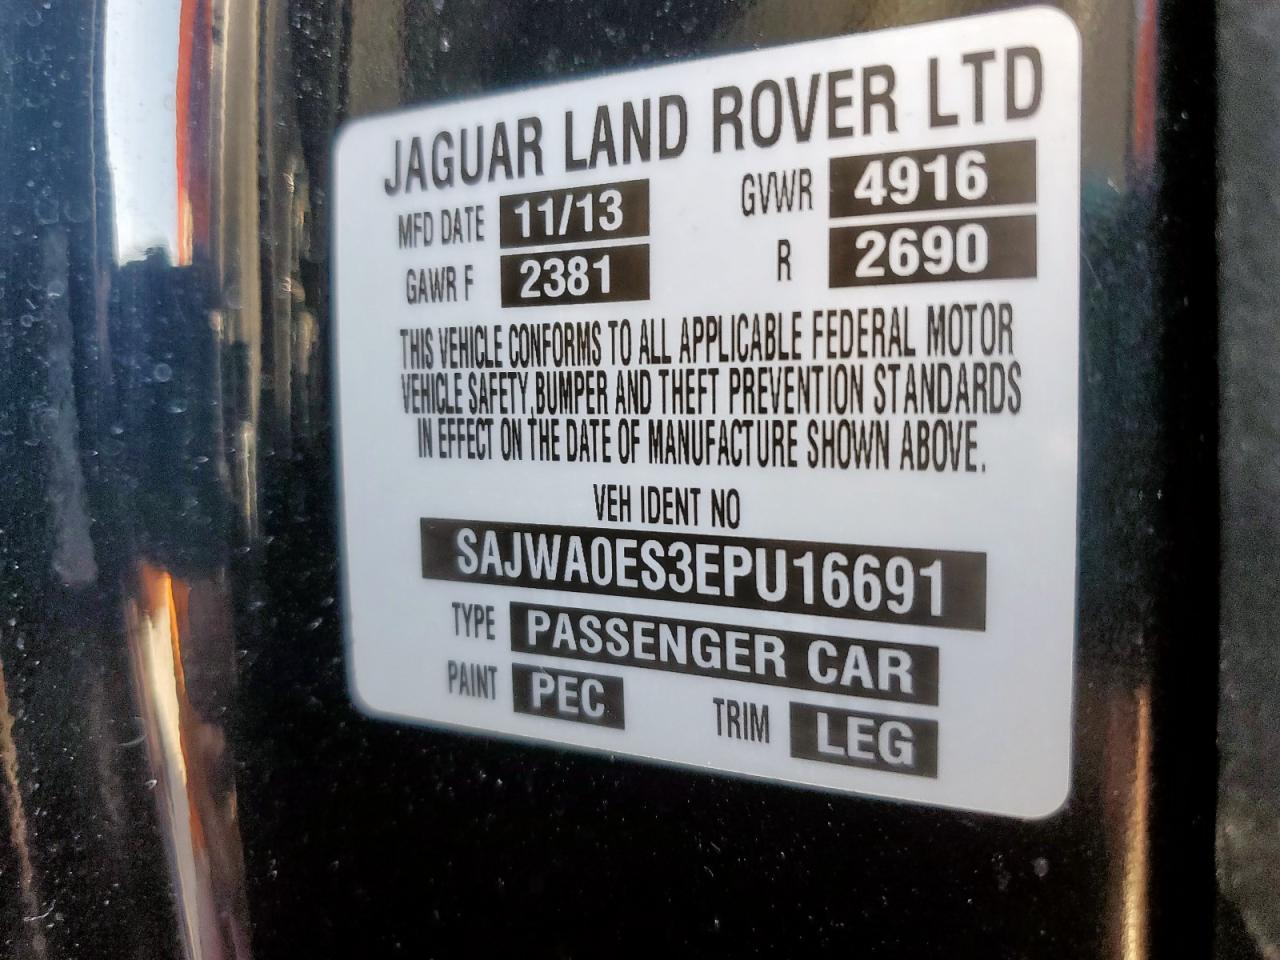 JAGUAR LAND ROVER LTD
MFD DATE 11/13 GVWR 4916
GAWR F 2381 R 2690
THIS VEHICLE CONFORMS TO ALL APPLICABLE FEDERAL MOTOR
VEHICLE SAFETY,BUMPER AND THEFT PREVENTION STANDARDS
IN EFFECT ON THE DATE OF MANUFACTURE SHOWN ABOVE.
VEH IDENT NO
SAJWA0ES3EPU16691
TYPE PASSENGER CAR
PAINT PEC TRIM LEG